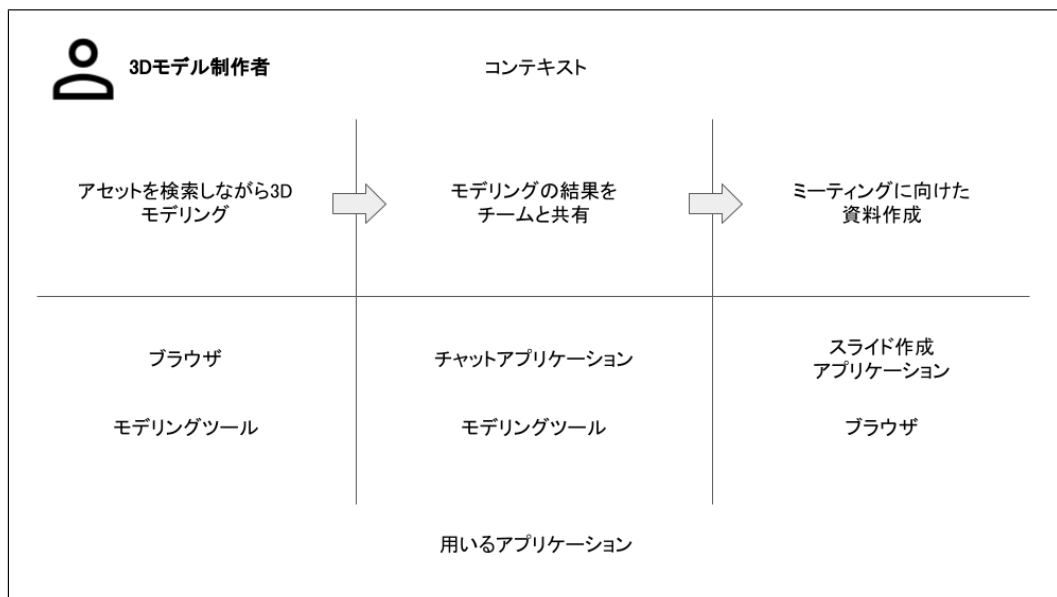 3Dモデル制作者
コンテキスト
アセットを検索しながら3D
モデリング
モデリングの結果を
チームと共有
ミーティングに向けた
資料作成
ブラウザ
チャットアプリケーション
スライド作成
アプリケーション
モデリングツール
モデリングツール
ブラウザ
用いるアプリケーション